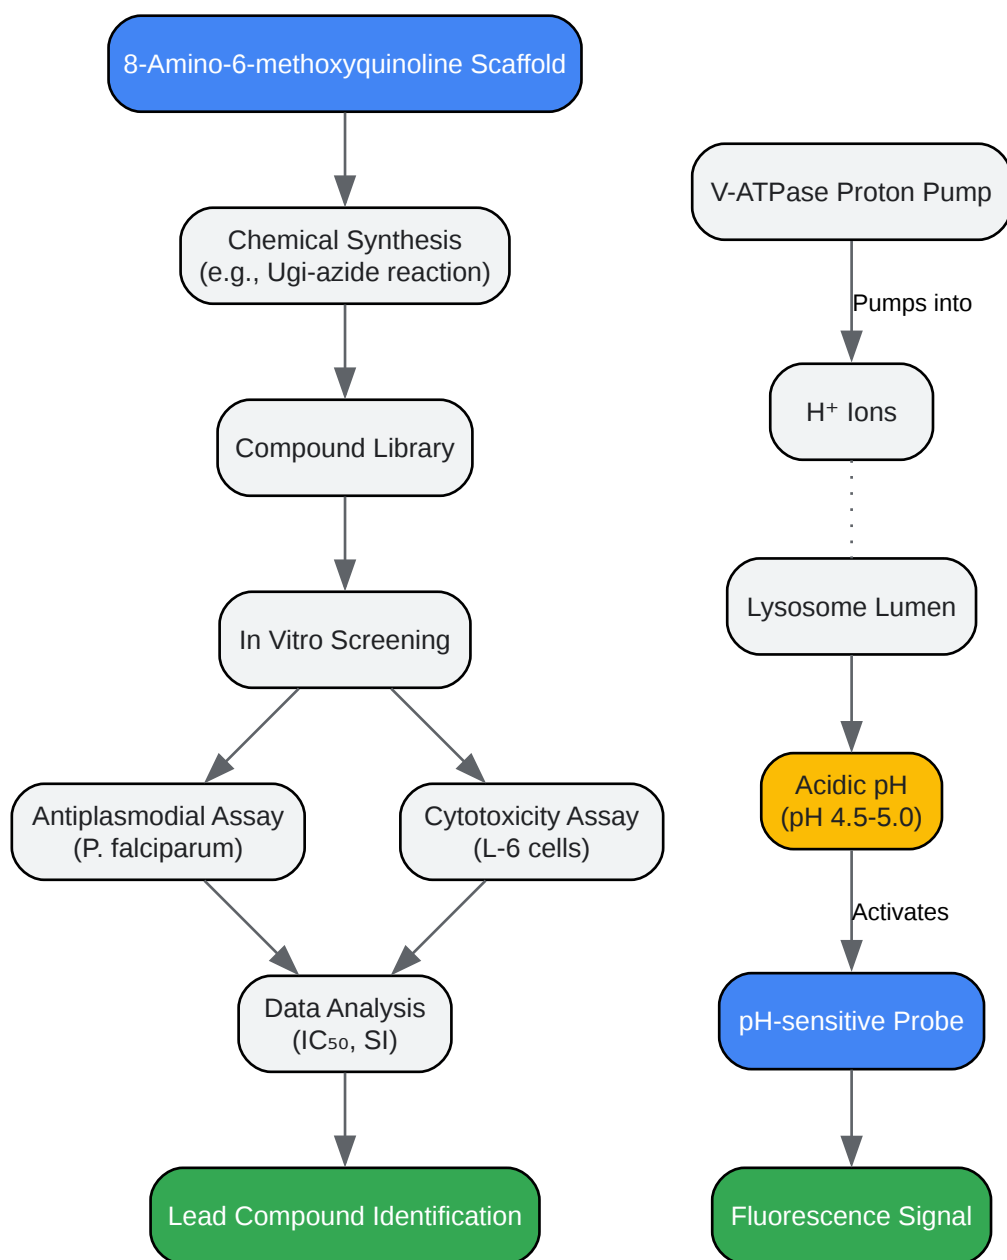 8-Amino-6-methoxyquinoline Scaffold
Chemical Synthesis
(e.g., Ugi-azide reaction)
Compound Library
In Vitro Screening
Antiplasmodial Assay
(P. falciparum)
Cytotoxicity Assay
(L-6 cells)
Data Analysis
(IC₅₀, SI)
Lead Compound Identification
V-ATPase Proton Pump
Pumps into
H⁺ Ions
Lysosome Lumen
Acidic pH
(pH 4.5-5.0)
Activates
pH-sensitive Probe
Fluorescence Signal